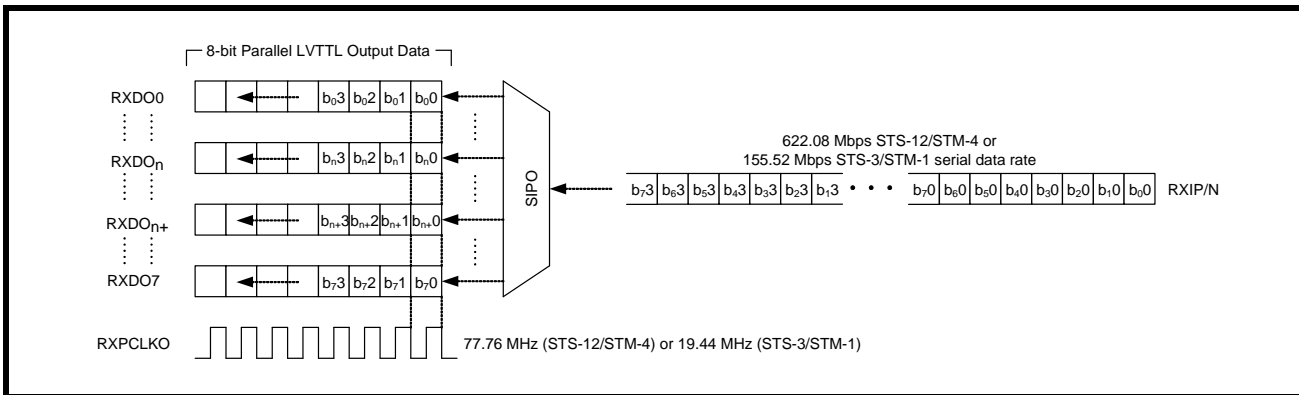 8-bit Parallel LVTTL Output Data
RXDO0
b03 b02 b01 b00
622.08 Mbps STS-12/STM-4 or
155.52 Mbps STS-3/STM-1 serial data rate
RXDOn
bn3 bn2 bn1 bn0
SIPO
b73 b63 b53 b43 b33 b23 b13 • • • b70 b60 b50 b40 b30 b20 b10 b00 RXIP/N
RXDOn+
bn+3 bn+2 bn+1 bn+0
RXDO7
b73 b72 b71 b70
RXPCLKO
77.76 MHz (STS-12/STM-4) or 19.44 MHz (STS-3/STM-1)